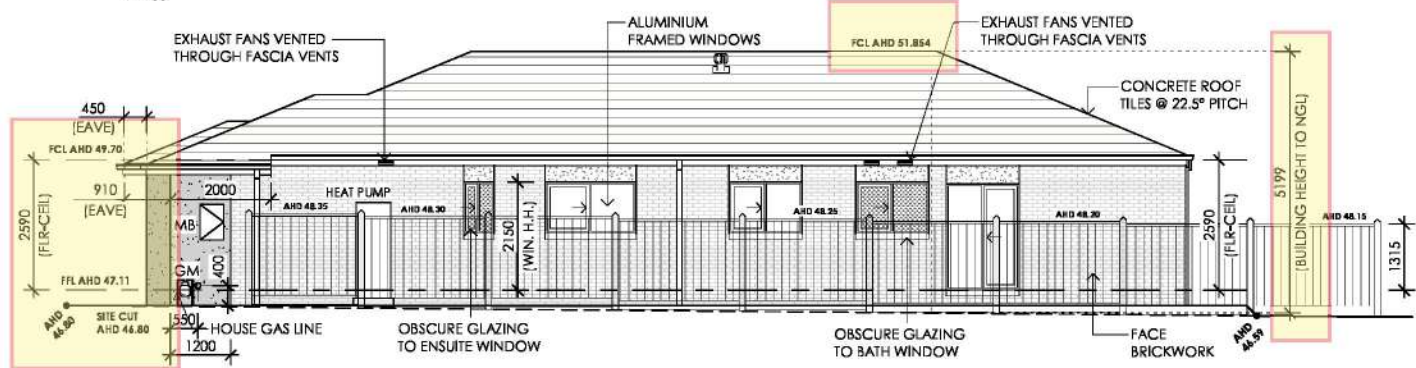 EXHAUST FANS VENTED
THROUGH FASCIA VENTS
ALUMINIUM
FRAMED WINDOWS
FCL AHD 51.854
EXHAUST FANS VENTED
THROUGH FASCIA VENTS
CONCRETE ROOF
TILES @ 22.5° PITCH
450
(EAVE)
FCL AHD 49.70
910
(EAVE)
2000
HEAT PUMP
2590
(FLR-CEIL)
MB
AHD 48.35
AHD 48.30
2150
(WIN. H.H.)
AHD 48.25
AHD 48.20
2590
(FLR-CEIL)
5199
(BUILDING HEIGHT TO NGL)
AHD 48.15
1315
GM
400
FFL AHD 47.11
AHD
46.80
SITE CUT
AHD 46.80
550
1200
HOUSE GAS LINE
OBSCURE GLAZING
TO ENSUITE WINDOW
OBSCURE GLAZING
TO BATH WINDOW
FACE
BRICKWORK
AHD
46.59